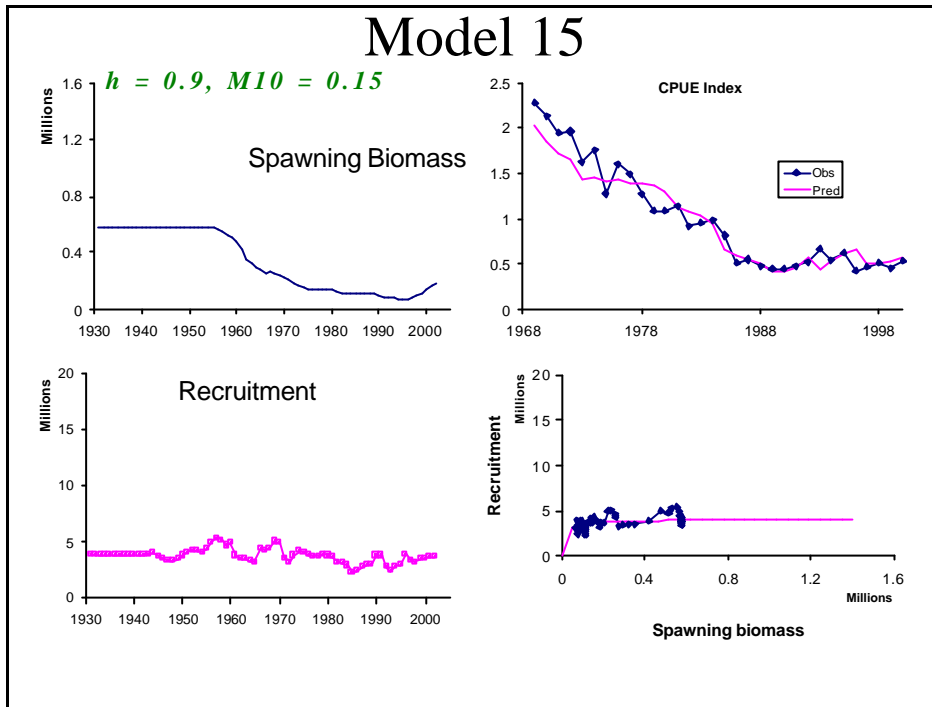 Model 15
h = 0.9, M10 = 0.15
Millions
1.6
1.2
0.8
0.4
0
Spawning Biomass
1930 1940 1950 1960 1970 1980 1990 2000
CPUE Index
2.5
2
1.5
1
0.5
0
Obs
Pred
1968 1978 1988 1998
Recruitment
Millions
20
15
10
5
0
1930 1940 1950 1960 1970 1980 1990 2000
Recruitment
Millions
20
15
10
5
0
0 0.4 0.8 1.2 1.6
Millions
Spawning biomass